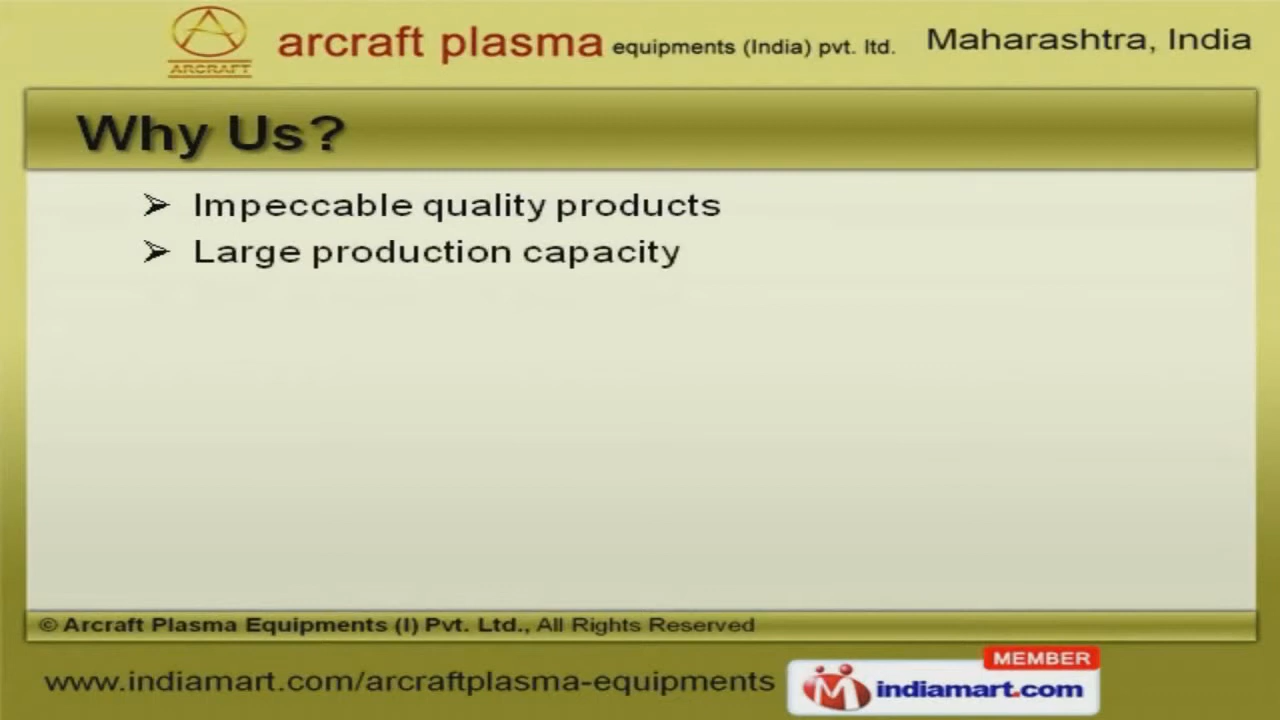 ARCRAFT
arcraft plasma equipments (India) pvt. ltd. Maharashtra, India
Why Us?
➢ Impeccable quality products
➢ Large production capacity
© Arcraft Plasma Equipments (I) Pvt. Ltd., All Rights Reserved
MEMBER
www.indiamart.com/arcraftplasma-equipments indiamart.com